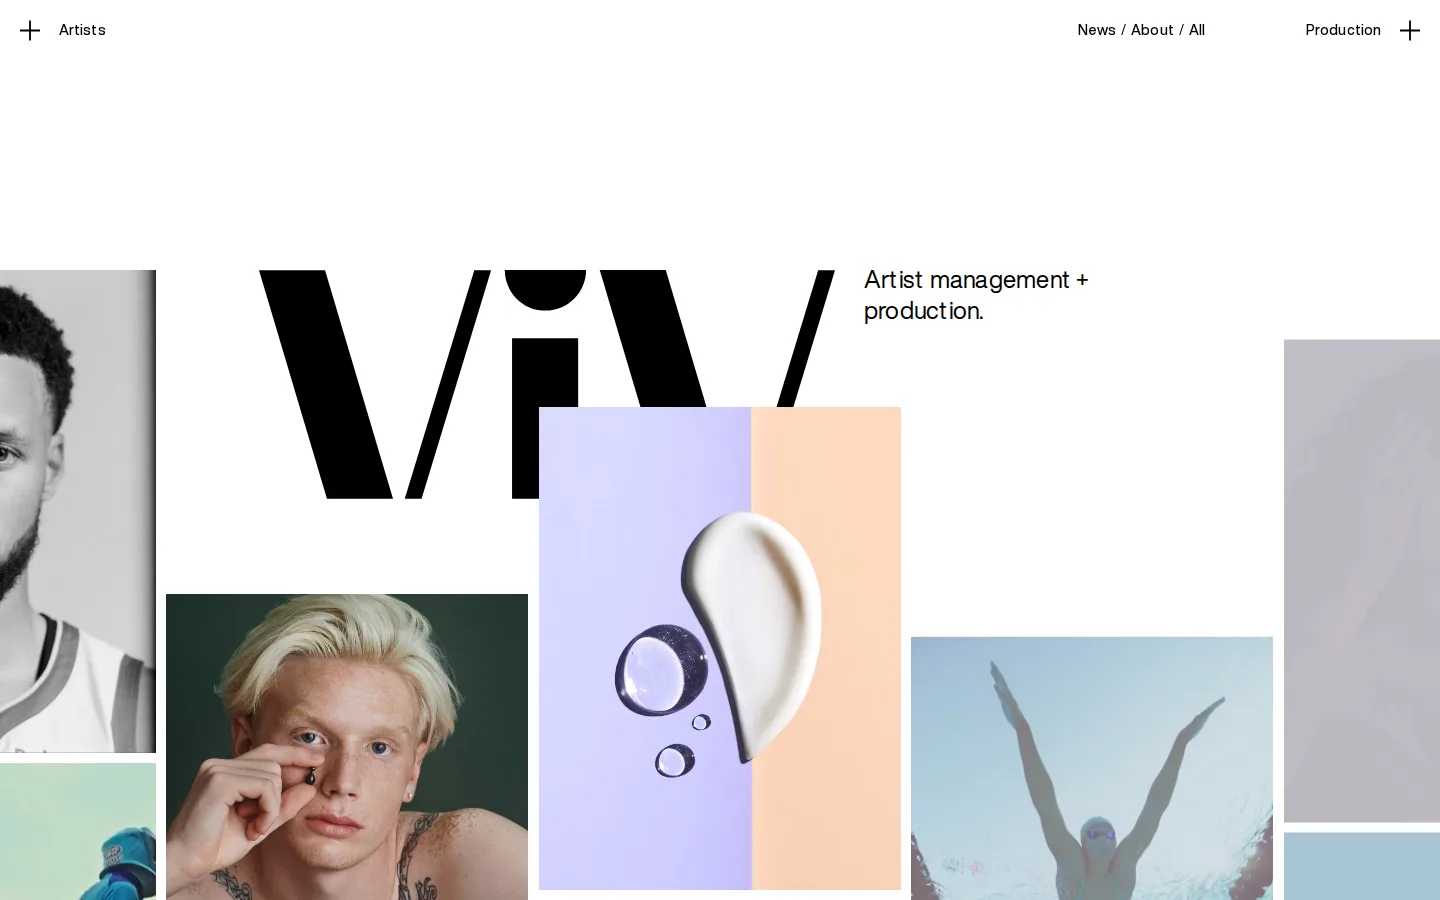 Artists
News / About / All
Production
ViV
Artist management +
production.